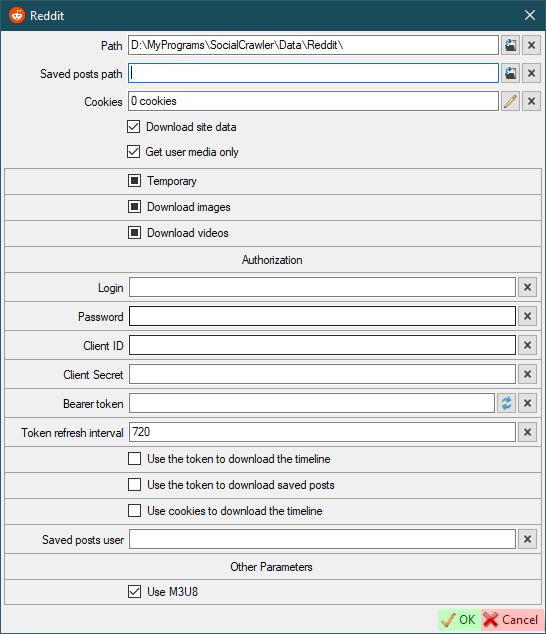 Reddit
Path D:\MyPrograms\SocialCrawler\Data\Reddit\
Saved posts path
Cookies 0 cookies
Download site data
Get user media only
Temporary
Download images
Download videos
Authorization
Login
Password
Client ID
Client Secret
Bearer token
Token refresh interval 720
Use the token to download the timeline
Use the token to download saved posts
Use cookies to download the timeline
Saved posts user
Other Parameters
Use M3U8
OK Cancel